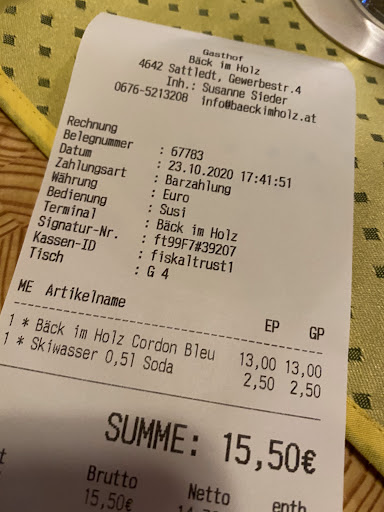 Gasthof
Bäck im Holz
4642 Sattledt, Gewerbestr.4
Inh.: Susanne Sieder
0676-5213208 info@baeckimholz.at
Rechnung
Belegnummer : 67783
Datum : 23.10.2020 17:41:51
Zahlungsart : Barzahlung
Währung : Euro
Bedienung : Susi
Terminal : Bäck im Holz
Signatur-Nr. : ft99F7#39207
Kassen-ID : fiskaltrust1
Tisch : G 4
ME Artikelname EP GP
1 * Bäck im Holz Cordon Bleu 13,00 13,00
1 * Skiwasser 0,5l Soda 2,50 2,50
SUMME: 15,50€
Brutto Netto enth
15,50€